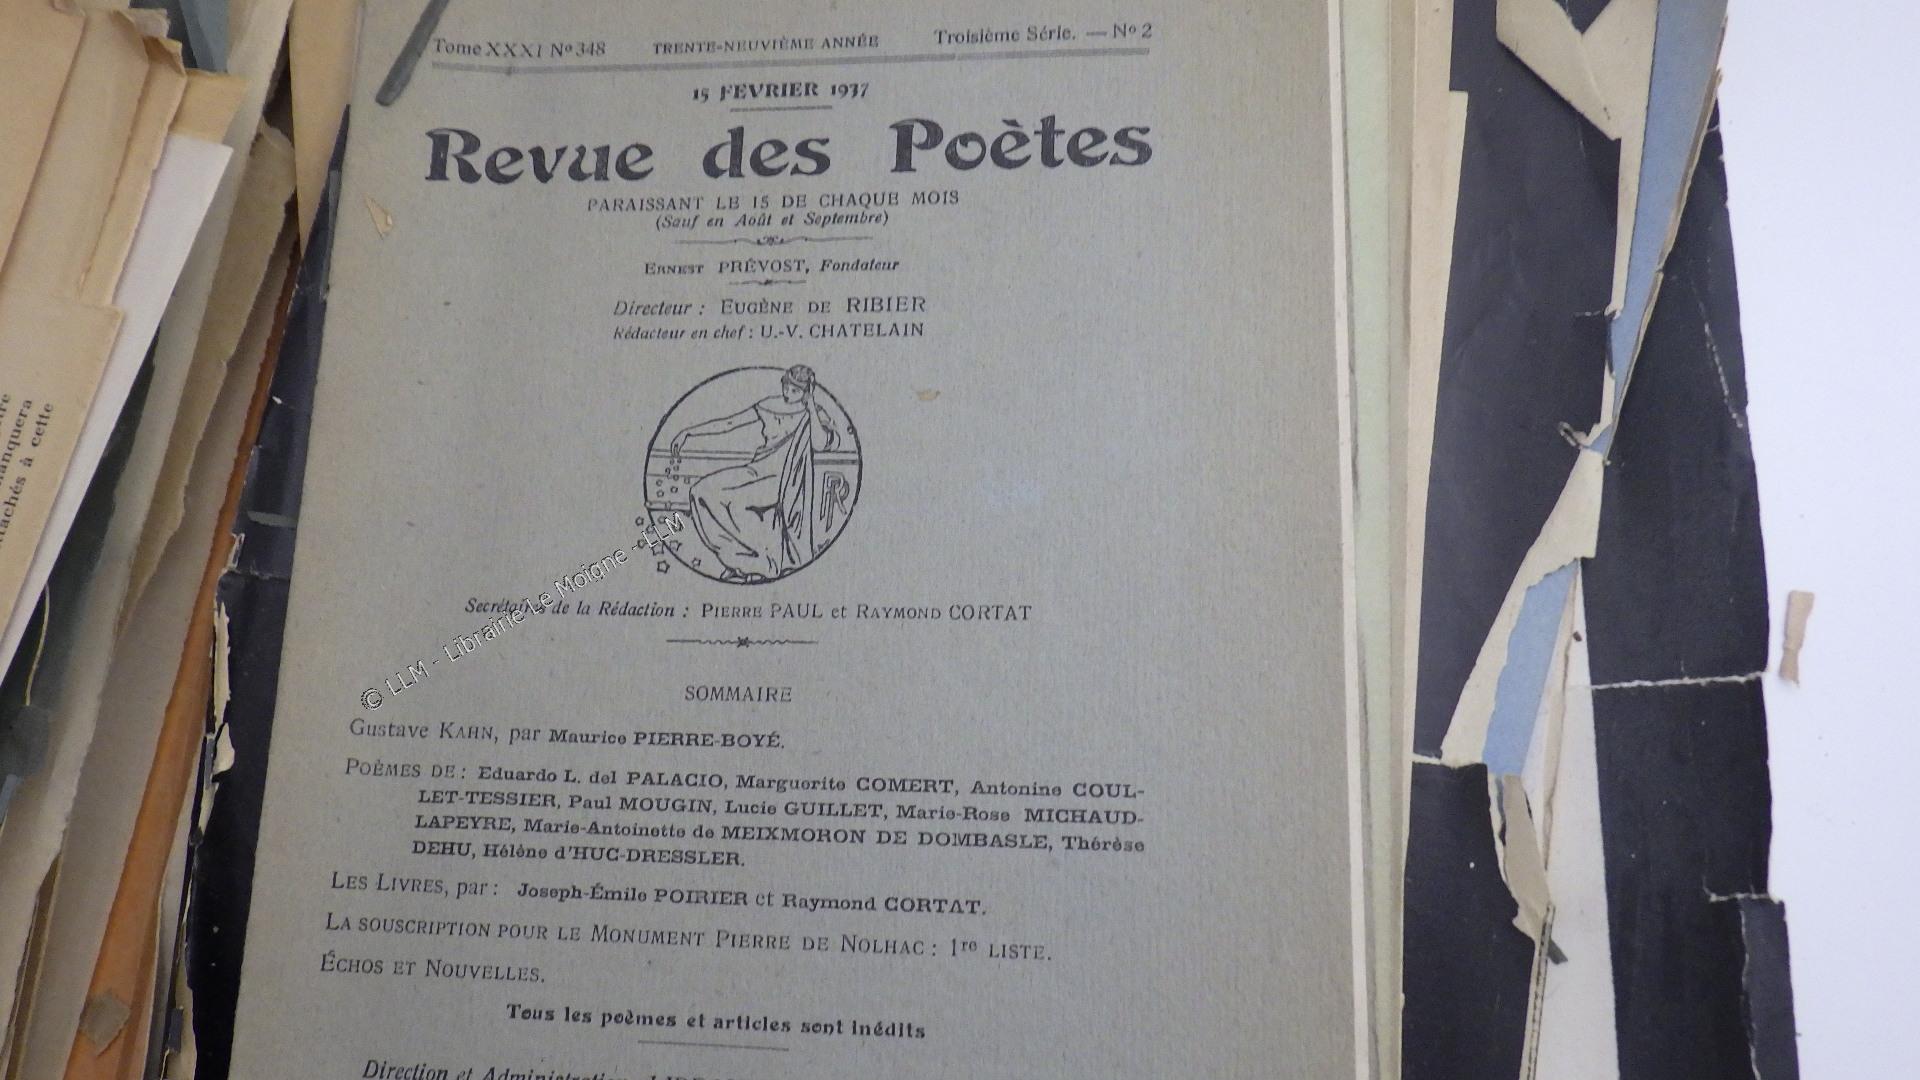 Tome XXXI No 348 TRENTE-NEUVIÈME ANNÉE Troisième Série. — No 2
15 FEVRIER 1937
Revue des Poètes
PARAISSANT LE 15 DE CHAQUE MOIS
(Sauf en Août et Septembre)
ERNEST PRÉVOST, Fondateur
Directeur : EUGÈNE DE RIBIER
Rédacteur en chef : U.-V. CHATELAIN
RP
© LLM - Librairie Le Moigne - LLM
Secrétaires de la Rédaction : PIERRE PAUL et RAYMOND CORTAT
SOMMAIRE
Gustave KAHN, par Maurice PIERRE-BOYÉ.
POÈMES DE : Eduardo L. del PALACIO, Marguerite COMERT, Antonine COUL-
LET-TESSIER, Paul MOUGIN, Lucie GUILLET, Marie-Rose MICHAUD-
LAPEYRE, Marie-Antoinette de MEIXMORON DE DOMBASLE, Thérèse
DEHU, Hélène d'HUC-DRESSLER.
LES LIVRES, par : Joseph-Émile POIRIER et Raymond CORTAT.
LA SOUSCRIPTION POUR LE MONUMENT PIERRE DE NOLHAC : 1re LISTE.
ÉCHOS ET NOUVELLES.
Tous les poèmes et articles sont inédits
Direction et Administration
manquera
à cette